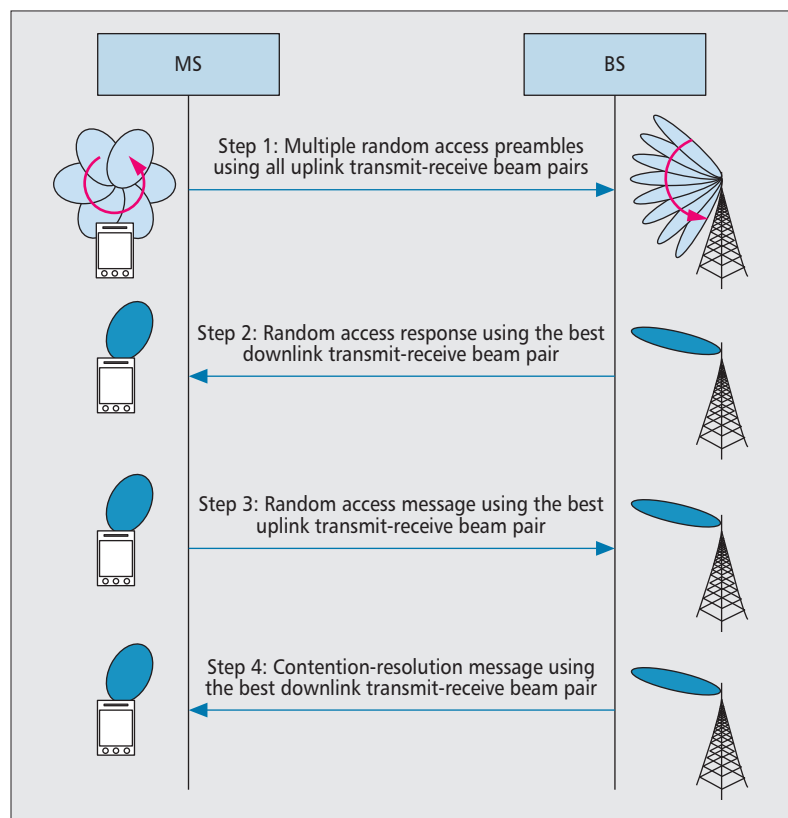 MS
BS
Step 1: Multiple random access preambles
using all uplink transmit-receive beam pairs
Step 2: Random access response using the best
downlink transmit-receive beam pair
Step 3: Random access message using the best
uplink transmit-receive beam pair
Step 4: Contention-resolution message using
the best downlink transmit-receive beam pair